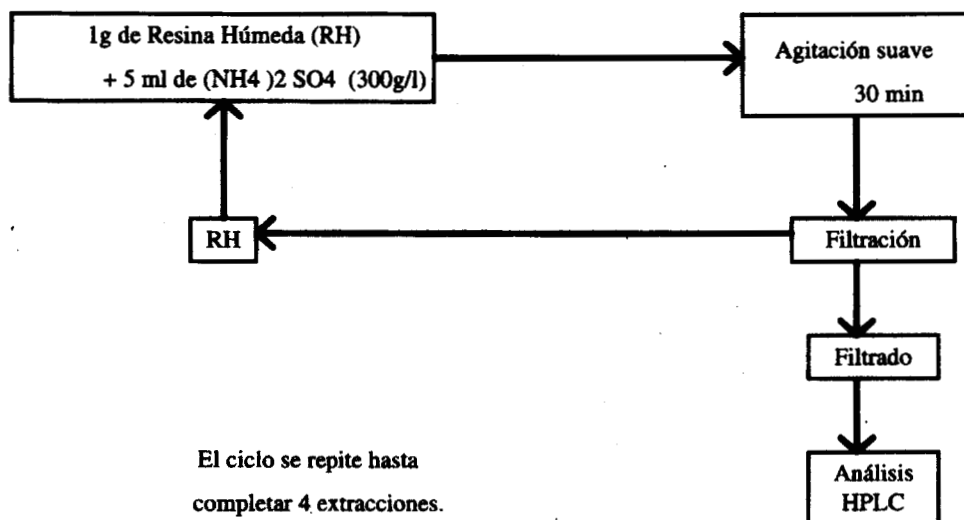 1g de Resina Húmeda (RH)
+ 5 ml de (NH4 )2 SO4 (300g/l)
Agitación suave
30 min
RH
Filtración
Filtrado
El ciclo se repite hasta
completar 4 extracciones.
Análisis
HPLC